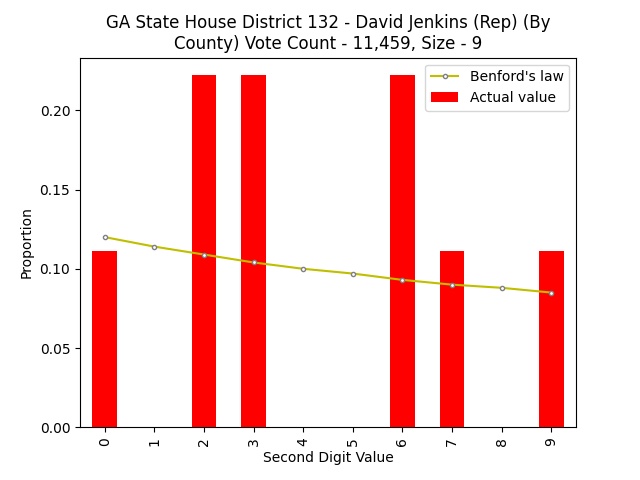 GA State House District 132 - David Jenkins (Rep) (By
County) Vote Count - 11,459, Size - 9
Benford's law
Actual value
0.20
0.15
0.10
0.05
0.00
Proportion
0 1 2 3 4 5 6 7 8 9
Second Digit Value